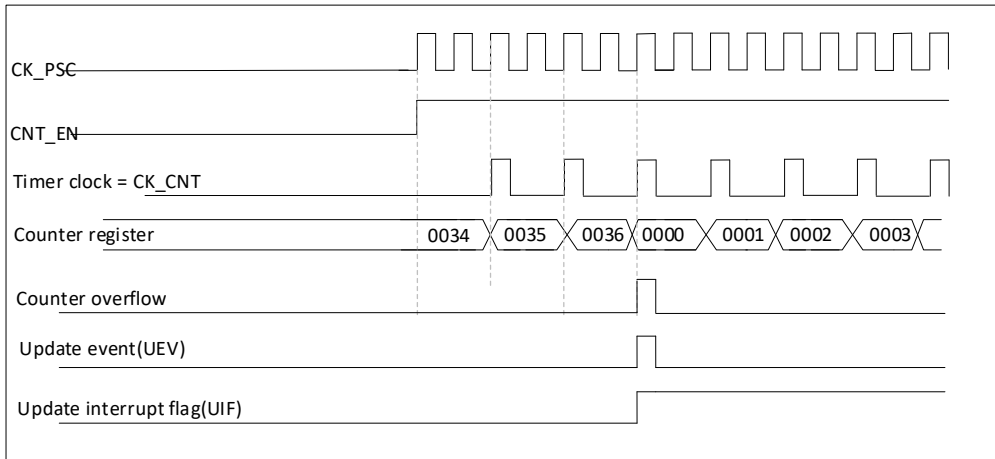 CK_PSC
CNT_EN
Timer clock = CK_CNT
Counter register
0034 0035 0036 0000 0001 0002 0003
Counter overflow
Update event(UEV)
Update interrupt flag(UIF)